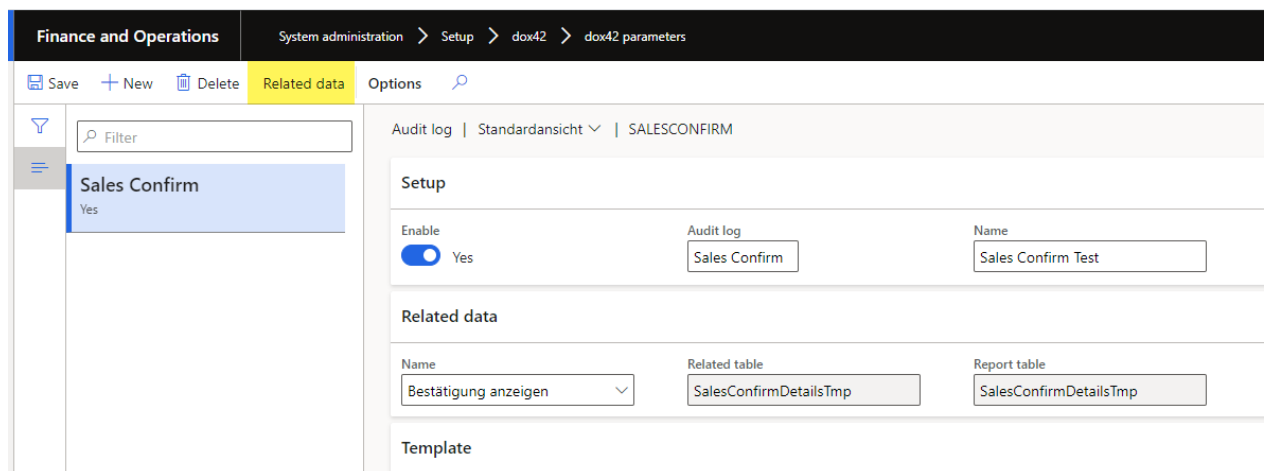 Finance and Operations System administration > Setup > dox42 > dox42 parameters
Save + New Delete Related data Options
Filter
Sales Confirm
Yes
Audit log | Standardansicht | SALESCONFIRM
Setup
Enable Audit log Name
Yes Sales Confirm Sales Confirm Test
Related data
Name Related table Report table
Bestätigung anzeigen SalesConfirmDetailsTmp SalesConfirmDetailsTmp
Template